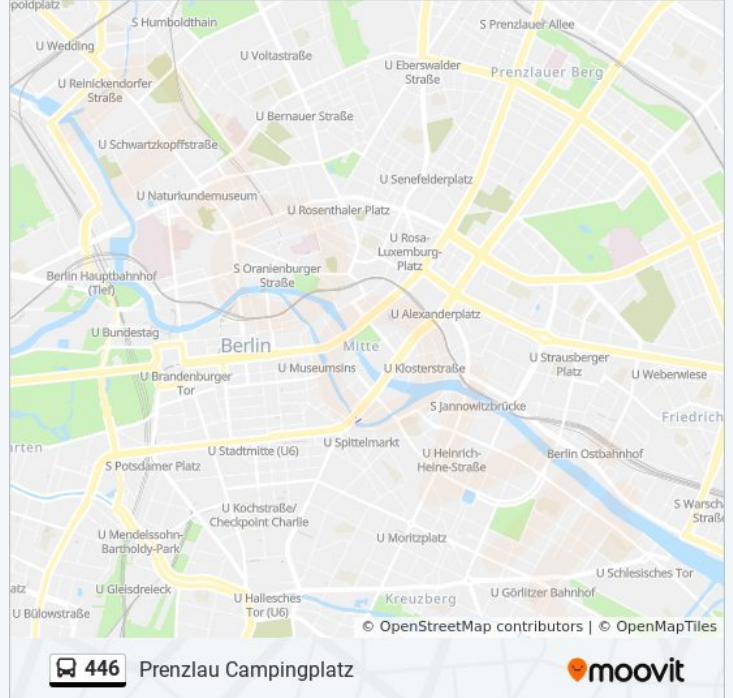 poldplatz
S Humboldthain
S Prenzlauer Allee
U Wedding
U Voltastraße
U Eberswalder
Straße
Prenzlauer Berg
U Reinickendorfer
Straße
U Bernauer Straße
U Schwartzkopffstraße
U Senefelderplatz
U Naturkundemuseum
U Rosenthaler Platz
U Rosa-
Luxemburg-
Platz
Berlin Hauptbahnhof
(Tief)
S Oranienburger
Straße
U Alexanderplatz
U Bundestag
Berlin
Mitte
U Strausberger
Platz
U Museumsins
U Klosterstraße
U Weberwiese
U Brandenburger
Tor
S Jannowitzbrücke
Friedrich
rten
U Stadtmitte (U6)
U Spittelmarkt
U Heinrich-
Heine-Straße
Berlin Ostbahnhof
S Potsdamer Platz
S Warsch
Straße
U Kochstraße/
Checkpoint Charlie
U Mendelssohn-
Bartholdy-Park
U Moritzplatz
U Schlesisches Tor
atz
U Gleisdreieck
U Hallesches
Tor (U6)
Kreuzberg
U Görlitzer Bahnhof
U Bülowstraße
© OpenStreetMap contributors | © OpenMapTiles
446 Prenzlau Campingplatz
moovit